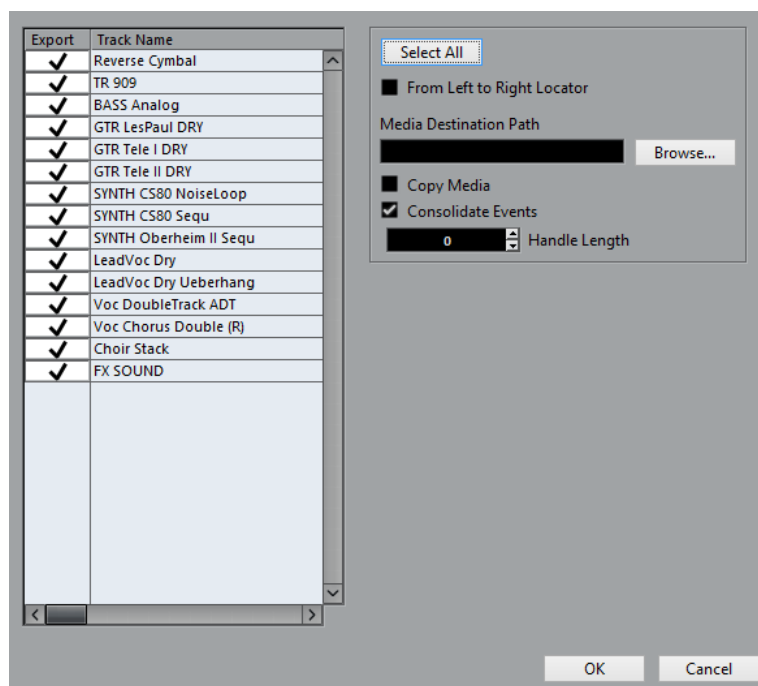 Export Track Name
Reverse Cymbal
TR 909
BASS Analog
GTR LesPaul DRY
GTR Tele I DRY
GTR Tele II DRY
SYNTH CS80 NoiseLoop
SYNTH CS80 Sequ
SYNTH Oberheim II Sequ
LeadVoc Dry
LeadVoc Dry Ueberhang
Voc DoubleTrack ADT
Voc Chorus Double (R)
Choir Stack
FX SOUND
Select All
From Left to Right Locator
Media Destination Path
Browse...
Copy Media
Consolidate Events
0 Handle Length
OK Cancel